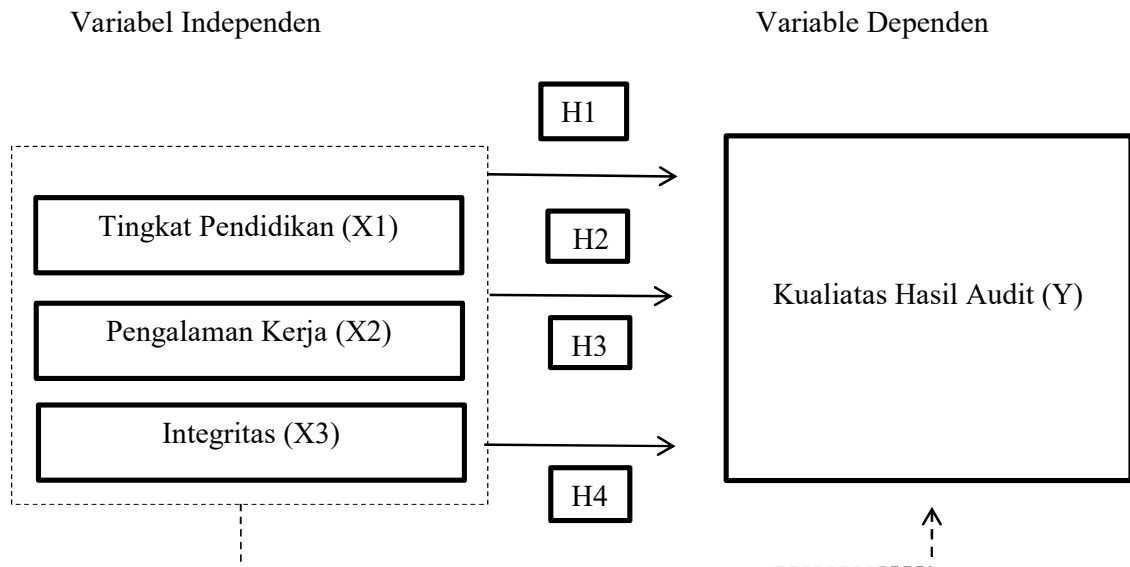 Variabel Independen
Variable Dependen
H1
Tingkat Pendidikan (X1)
H2
Pengalaman Kerja (X2)
H3
Kualiatas Hasil Audit (Y)
Integritas (X3)
H4